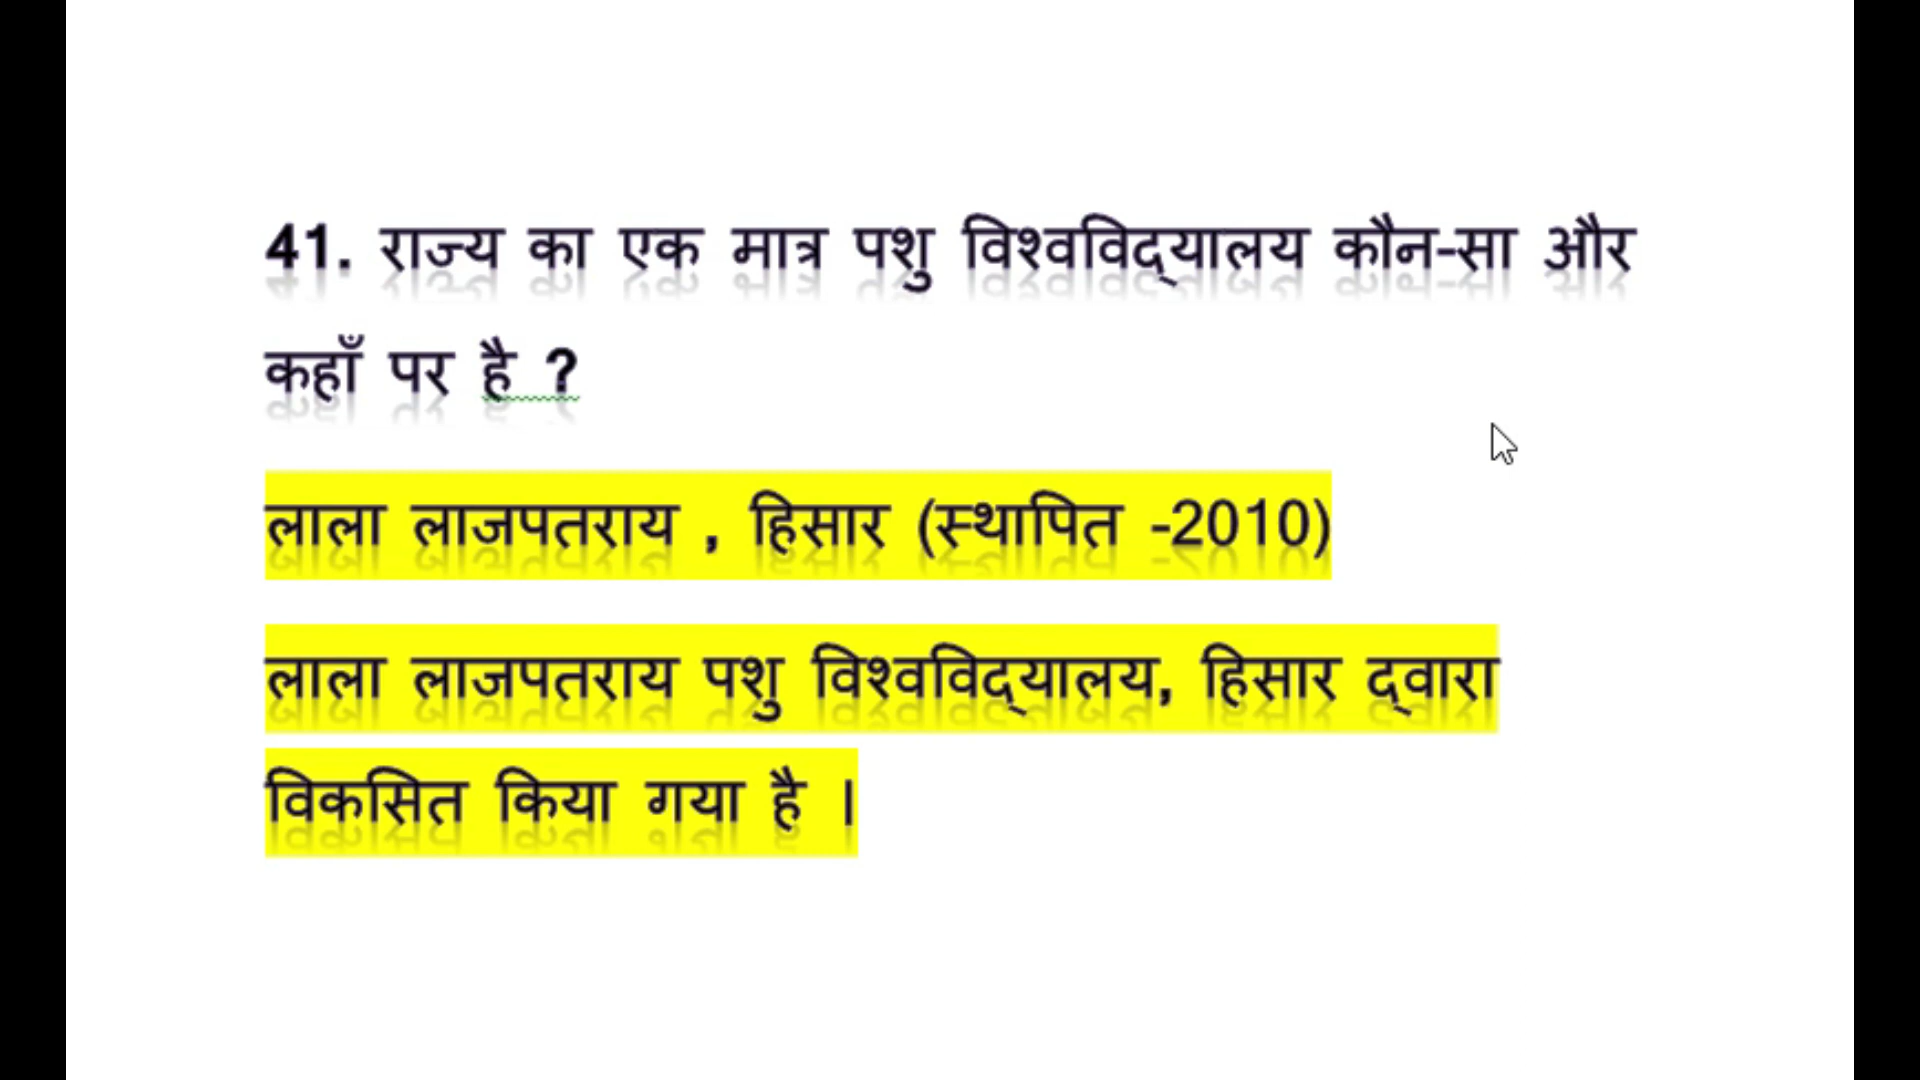 41. राज्य का एक मात्र पशु विश्वविद्यालय कौन-सा और
कहाँ पर है ?
लाला लाजपतराय , हिसार (स्थापित -2010)
लाला लाजपतराय पशु विश्वविद्यालय, हिसार द्वारा
विकसित किया गया है ।